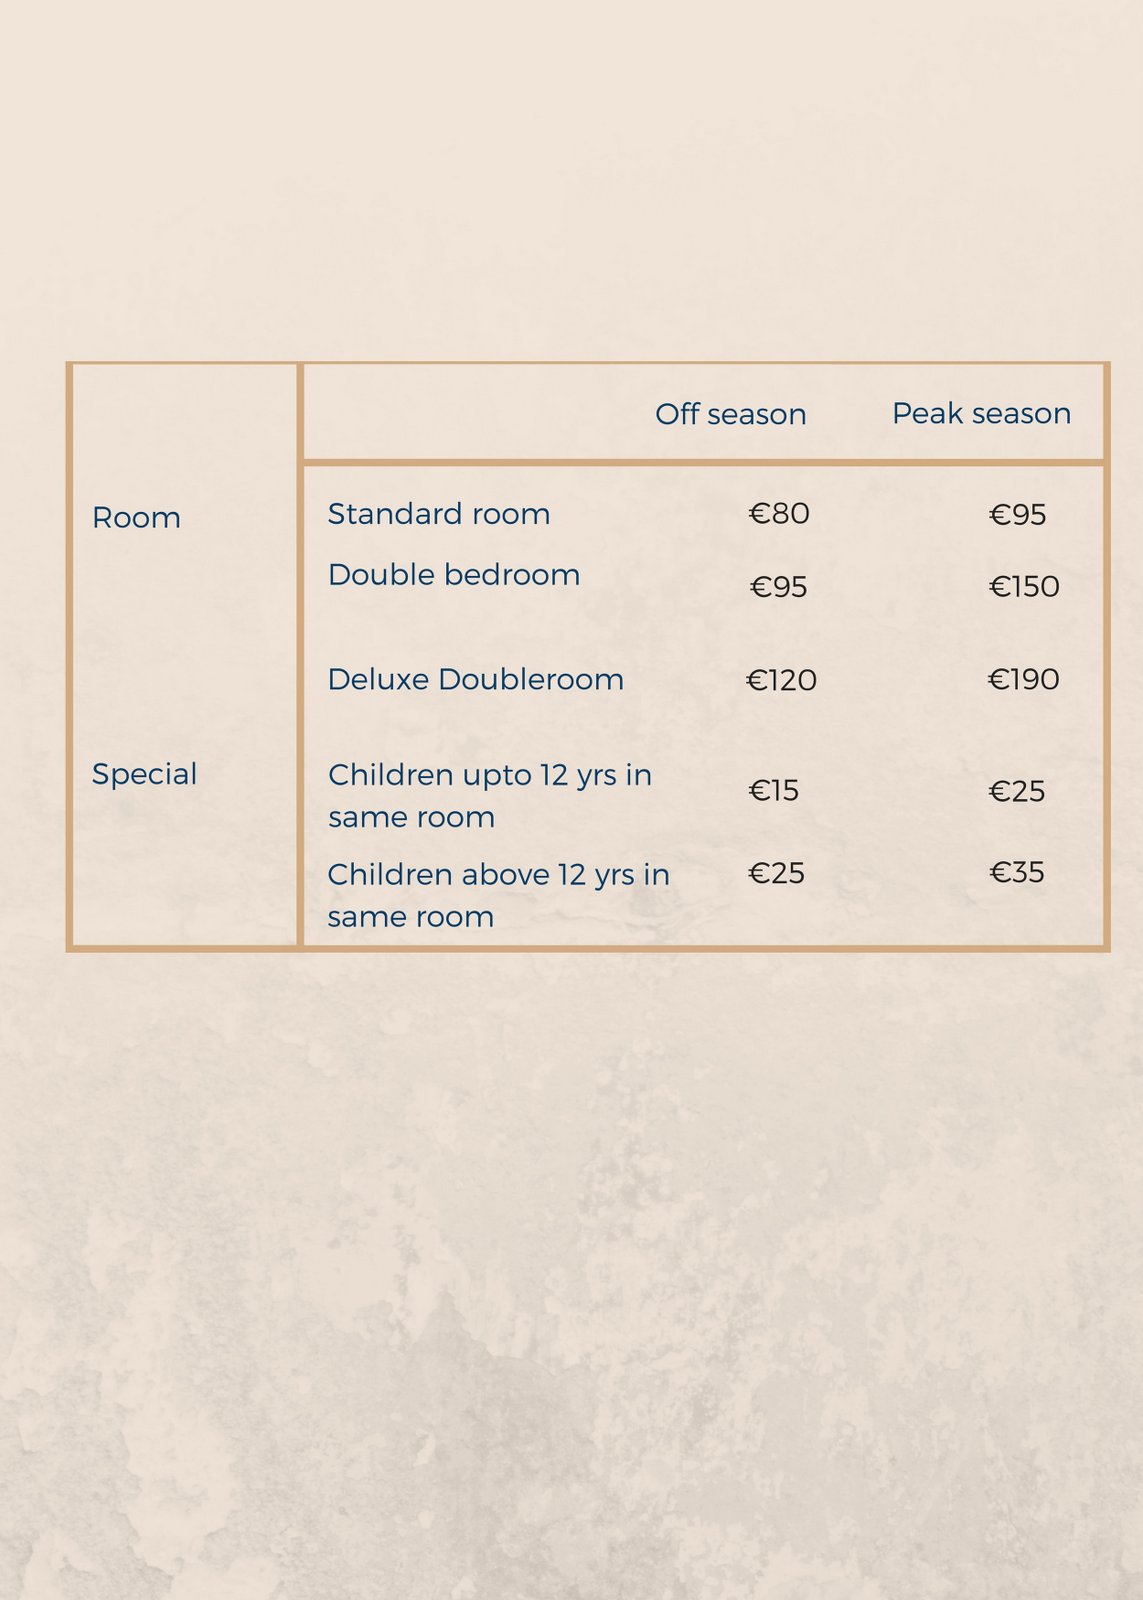 Off season Peak season
Room Standard room €80 €95
Double bedroom €95 €150
Deluxe Doubleroom €120 €190
Special Children upto 12 yrs in
same room €15 €25
Children above 12 yrs in €25 €35
same room